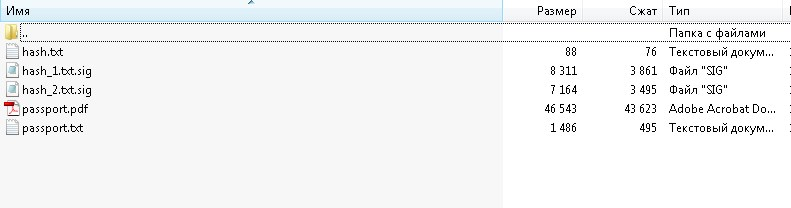 Имя Размер Сжат Тип
.. Папка с файлами
hash.txt 88 76 Текстовый докум...
hash_1.txt.sig 8 311 3 861 Файл "SIG"
hash_2.txt.sig 7 164 3 495 Файл "SIG"
passport.pdf 46 543 43 623 Adobe Acrobat Do...
passport.txt 1 486 495 Текстовый докум...